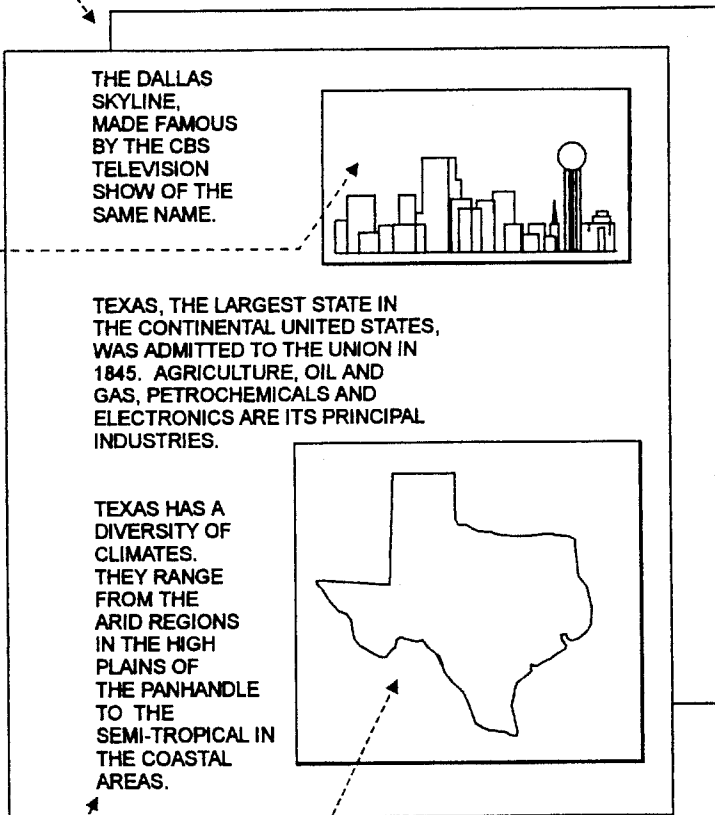 THE DALLAS
SKYLINE,
MADE FAMOUS
BY THE CBS
TELEVISION
SHOW OF THE
SAME NAME.
TEXAS, THE LARGEST STATE IN
THE CONTINENTAL UNITED STATES,
WAS ADMITTED TO THE UNION IN
1845. AGRICULTURE, OIL AND
GAS, PETROCHEMICALS AND
ELECTRONICS ARE ITS PRINCIPAL
INDUSTRIES.
TEXAS HAS A
DIVERSITY OF
CLIMATES.
THEY RANGE
FROM THE
ARID REGIONS
IN THE HIGH
PLAINS OF
THE PANHANDLE
TO THE
SEMI-TROPICAL IN
THE COASTAL
AREAS.